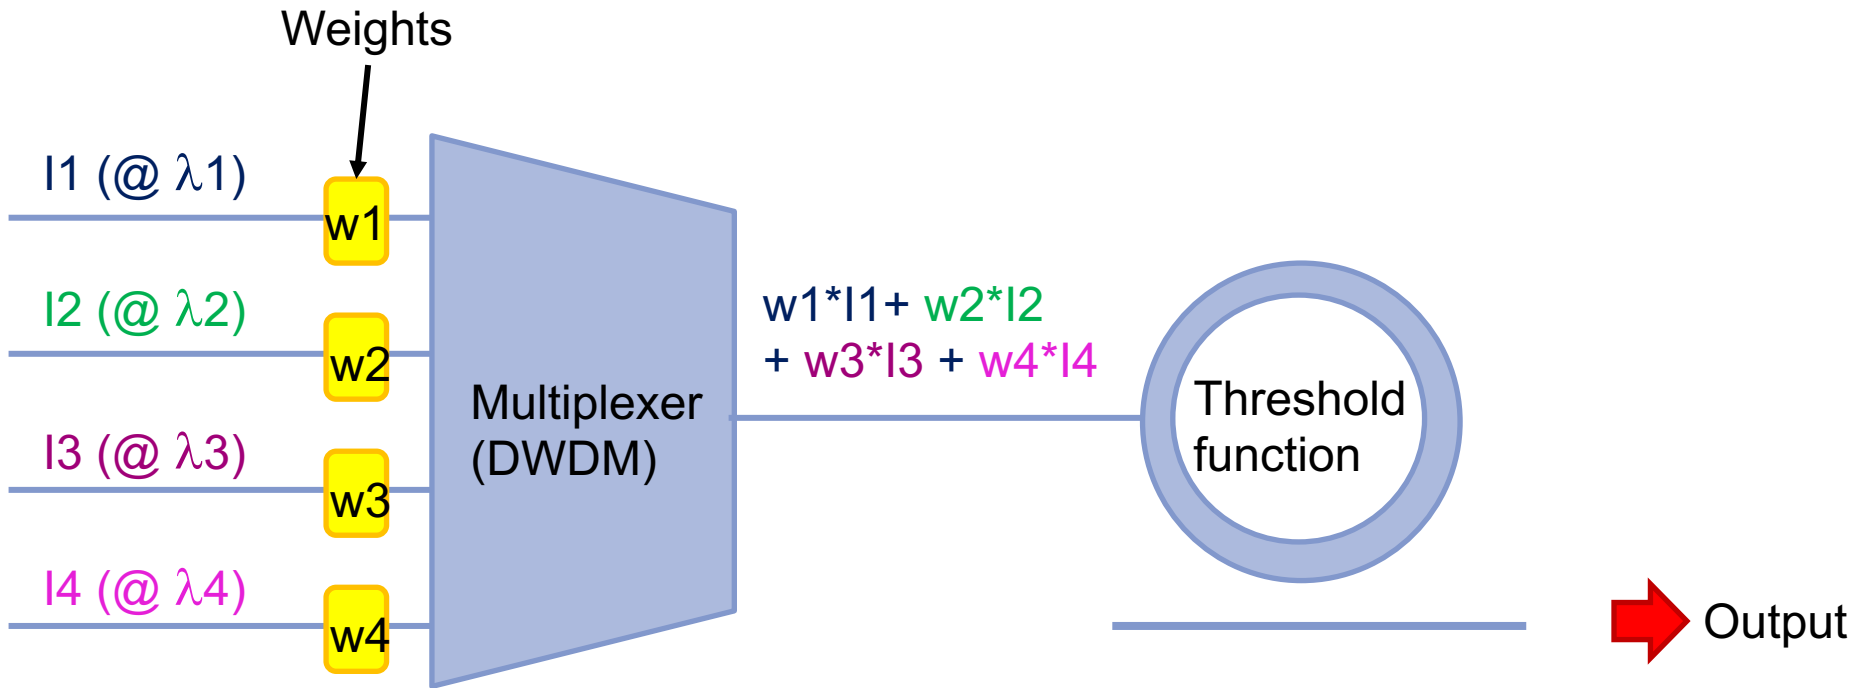 Weights
I1 (@ λ1)
w1
I2 (@ λ2)
w2
I3 (@ λ3)
w3
I4 (@ λ4)
w4
Multiplexer
(DWDM)
w1*I1+ w2*I2
+ w3*I3 + w4*I4
Threshold
function
Output